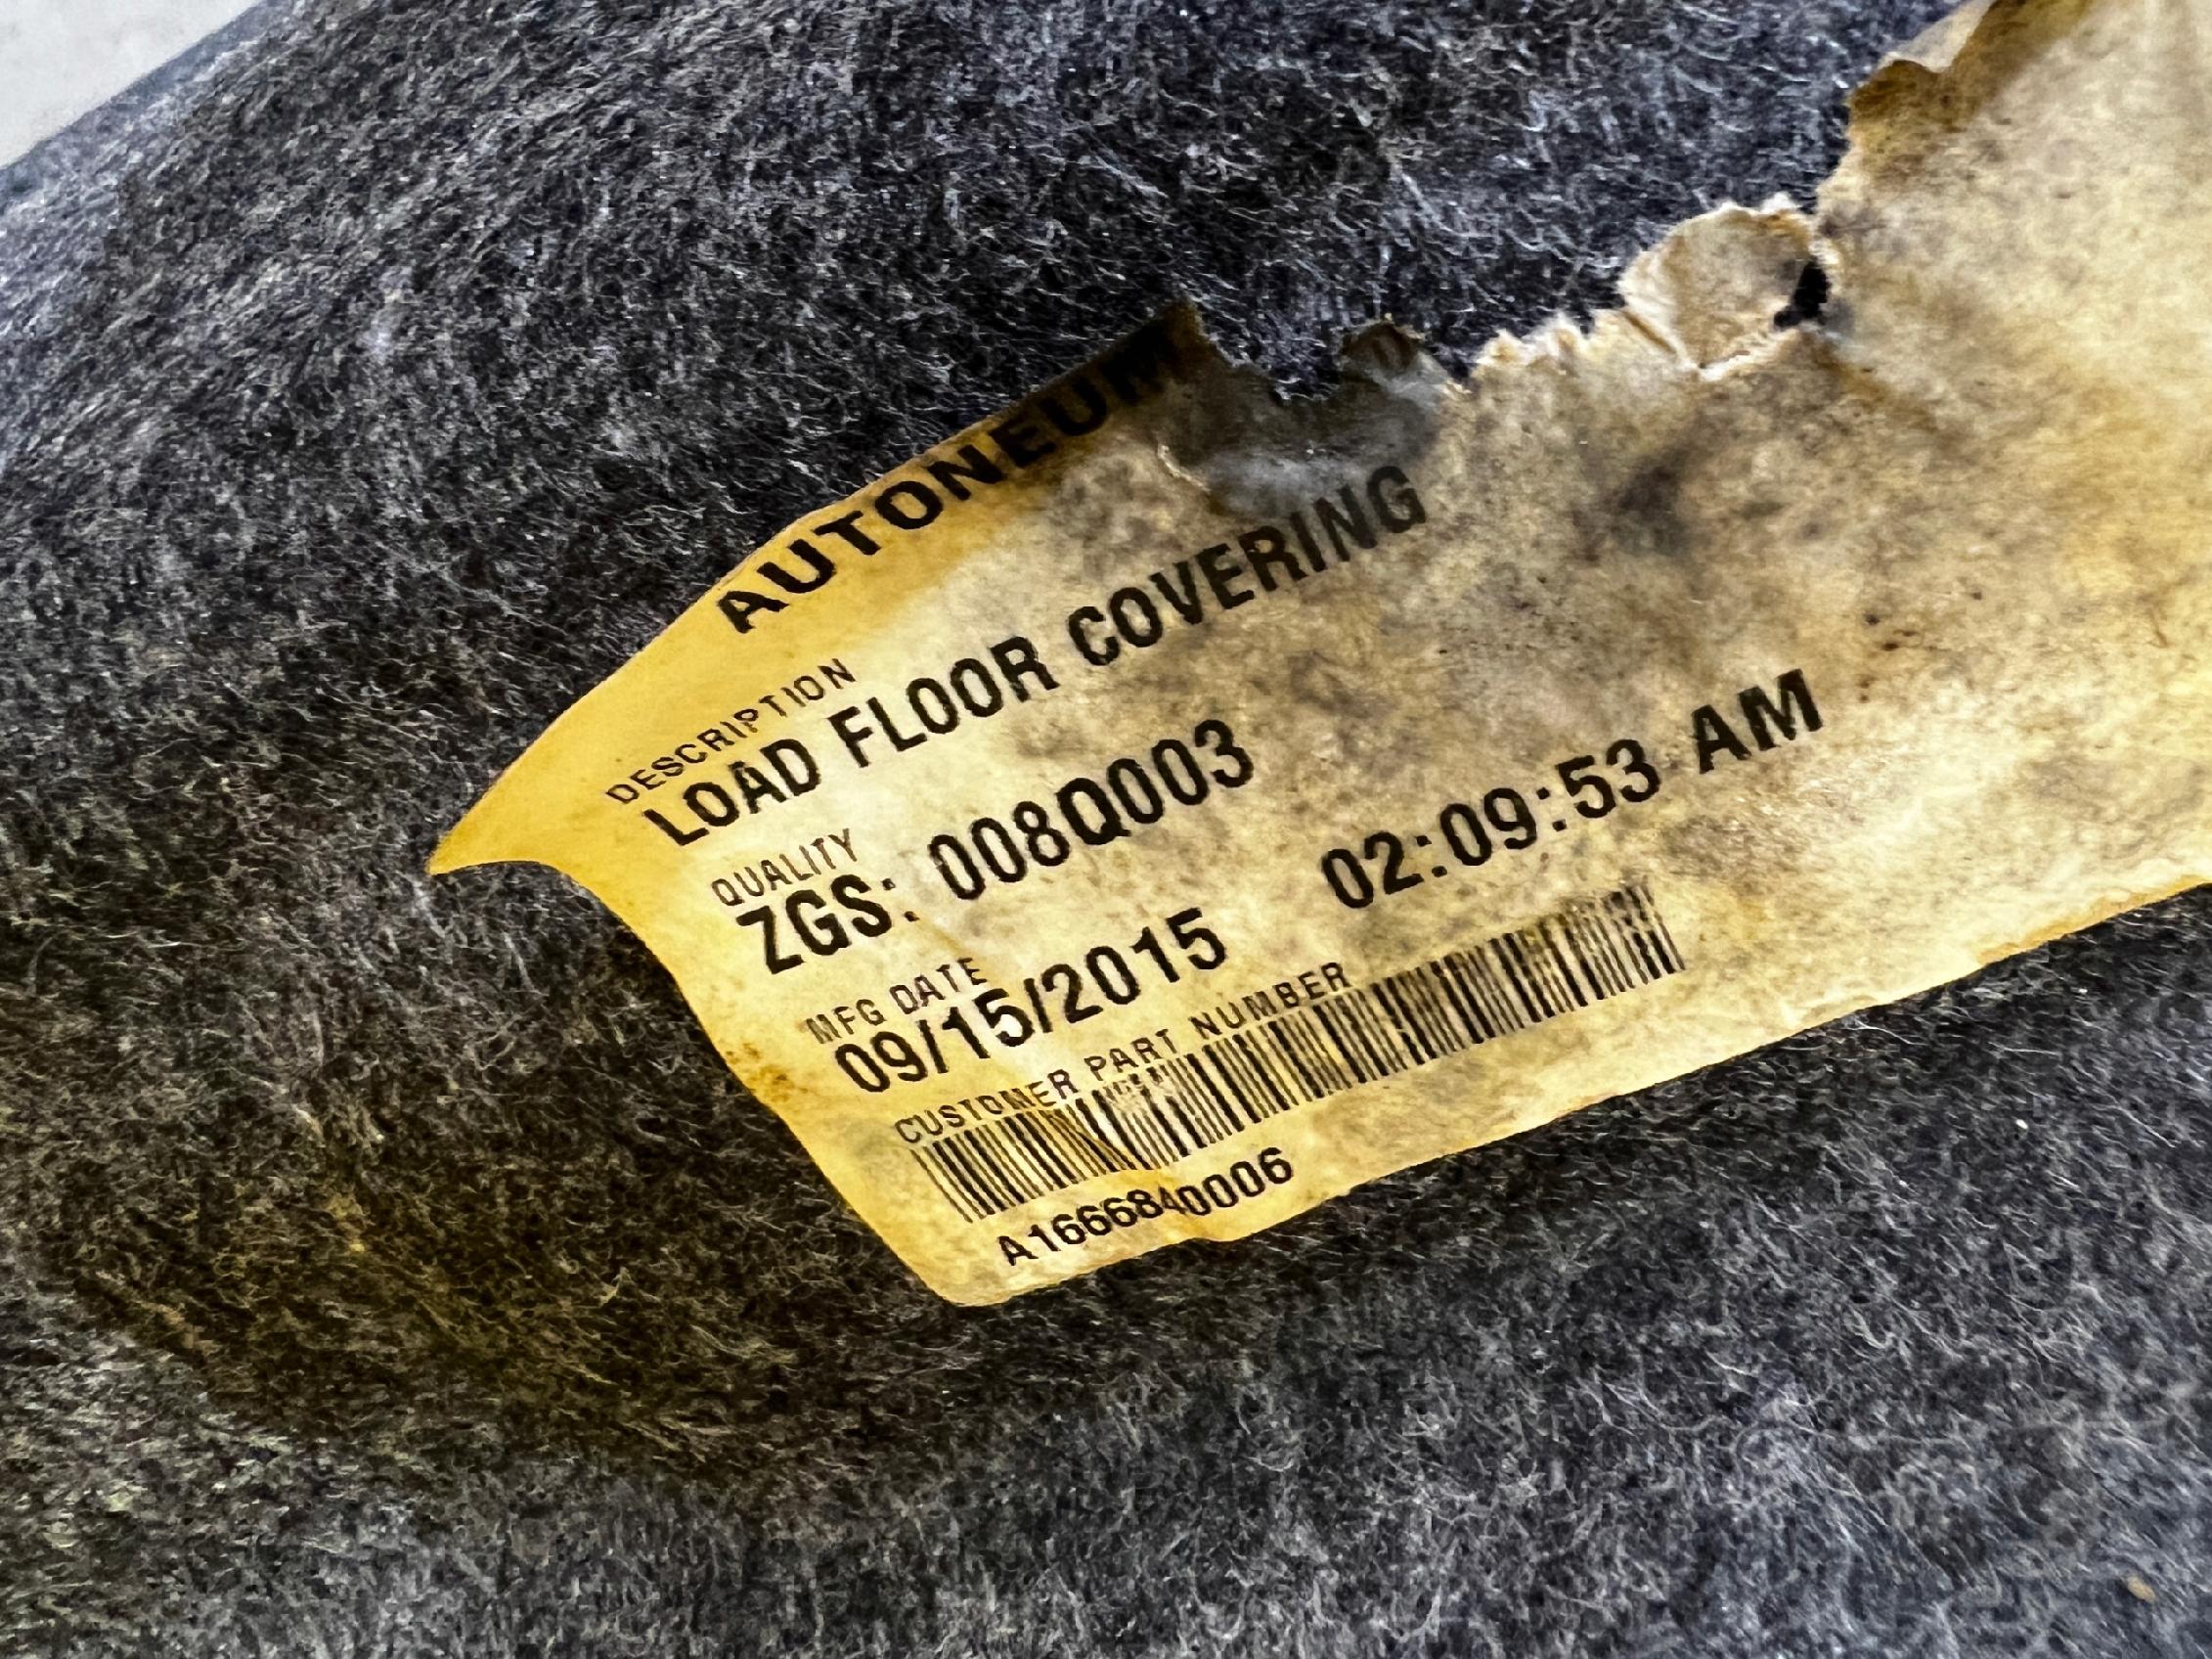 AUTONEUM
DESCRIPTION
LOAD FLOOR COVERING
QUALITY
ZGS: 008Q003
MFG DATE
09/15/2015 02:09:53 AM
CUSTOMER PART NUMBER
A1666840006